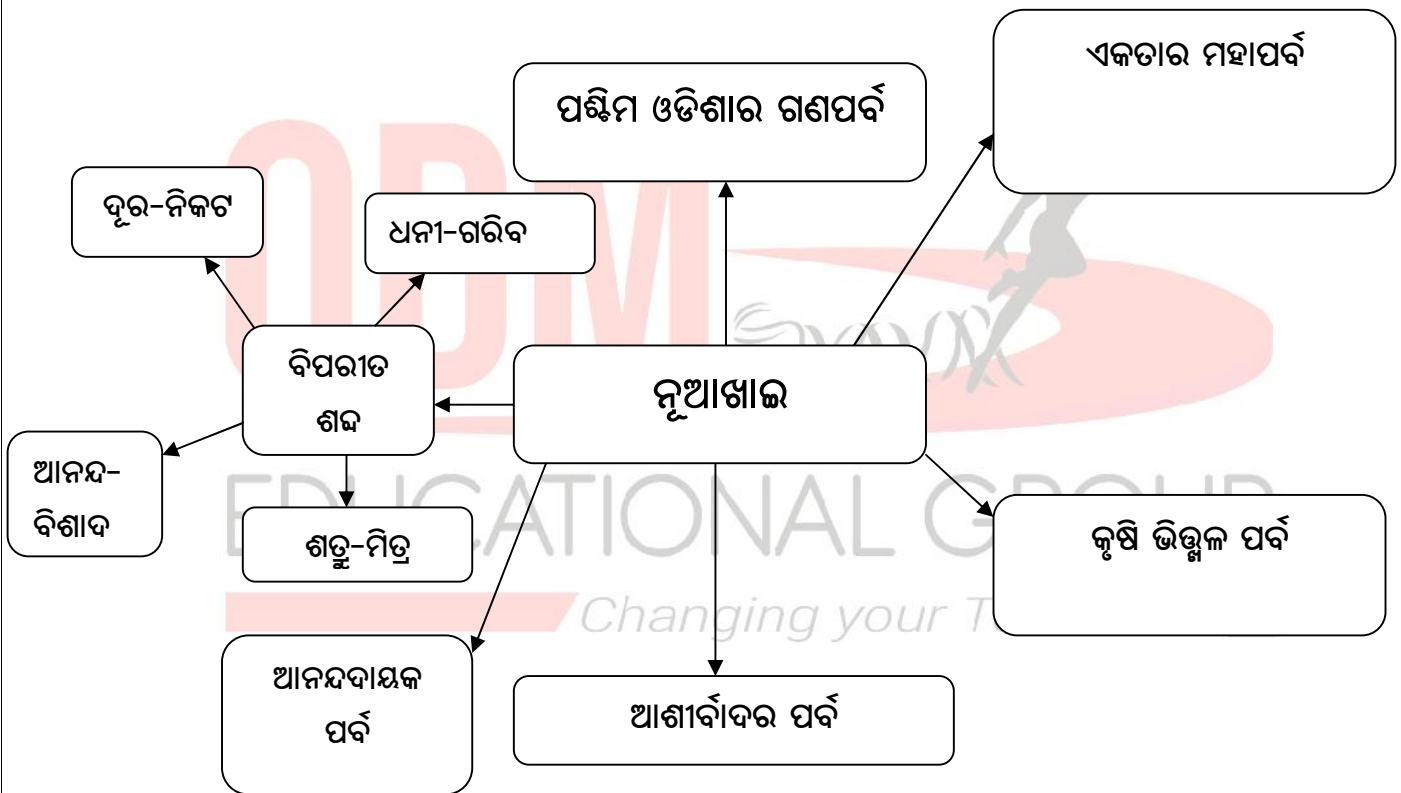 ଏକତାର ମହାପର୍ବ
ପଶ୍ଚିମ ଓଡିଶାର ଗଣପର୍ବ
ଦୂର-ନିକଟ
ଧନୀ-ଗରିବ
ବିପରୀତ
ଶବ୍ଦ
ନୂଆଖାଇ
ଆନନ୍ଦ-
ବିଶାଦ
ଶତ୍ରୁ-ମିତ୍ର
EDUCATIONAL GROUP
କୃଷି ଭିତ୍ତ୍ଖଳ ପର୍ବ
Changing your T
ଆନନ୍ଦଦାୟକ
ପର୍ବ
ଆଶୀର୍ବାଦର ପର୍ବ
ODM